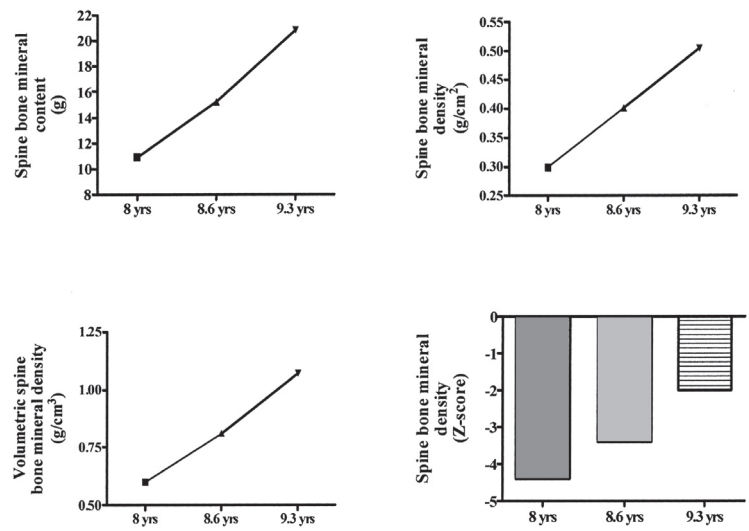 Spine bone mineral
content
(g)
22
20
18
16
14
12
10
8
8 yrs
8.6 yrs
9.3 yrs
Spine bone mineral
density
(g/cm²)
0.55
0.50
0.45
0.40
0.35
0.30
0.25
8 yrs
8.6 yrs
9.3 yrs
Volumetric spine
bone mineral density
(g/cm³)
1.25
1.00
0.75
0.50
8 yrs
8.6 yrs
9.3 yrs
Spine bone mineral
density
(Z-score)
0
-1
-2
-3
-4
-5
8 yrs
8.6 yrs
9.3 yrs